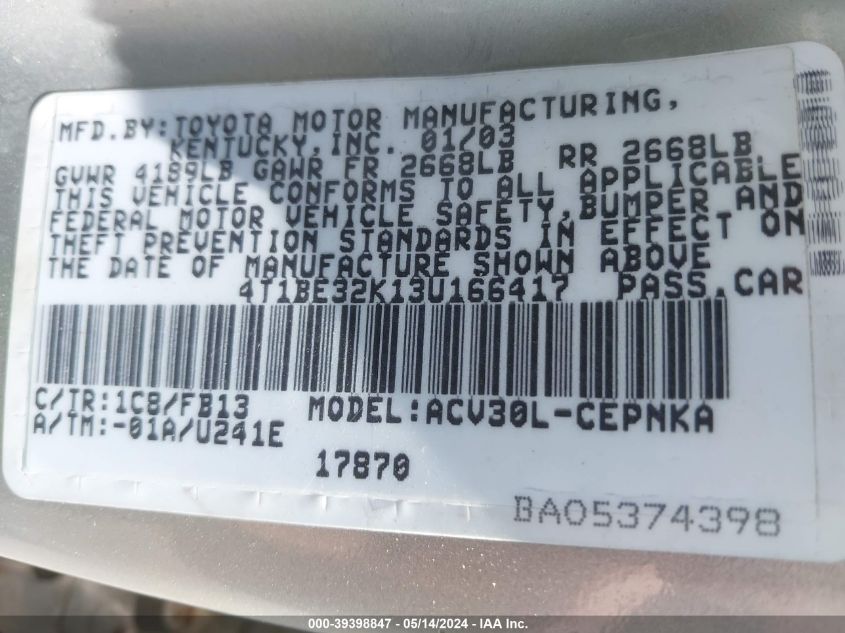 MFD.BY:TOYOTA MOTOR MANUFACTURING,
KENTUCKY,INC. 01/03
GVWR 4189LB GAWR FR 2668LB RR 2668LB
THIS VEHICLE CONFORMS TO ALL APPLICABLE
FEDERAL MOTOR VEHICLE SAFETY,BUMPER AND
THEFT PREVENTION STANDARDS IN EFFECT ON
THE DATE OF MANUFACTURE SHOWN ABOVE
4T1BE32K13U166417 PASS.CAR
C/TR:1C8/FB13 MODEL:ACV30L-CEPNKA
A/TM:-01A/U241E
17870
BA05374398
000-39398847 — 05/14/2024 — IAA Inc.